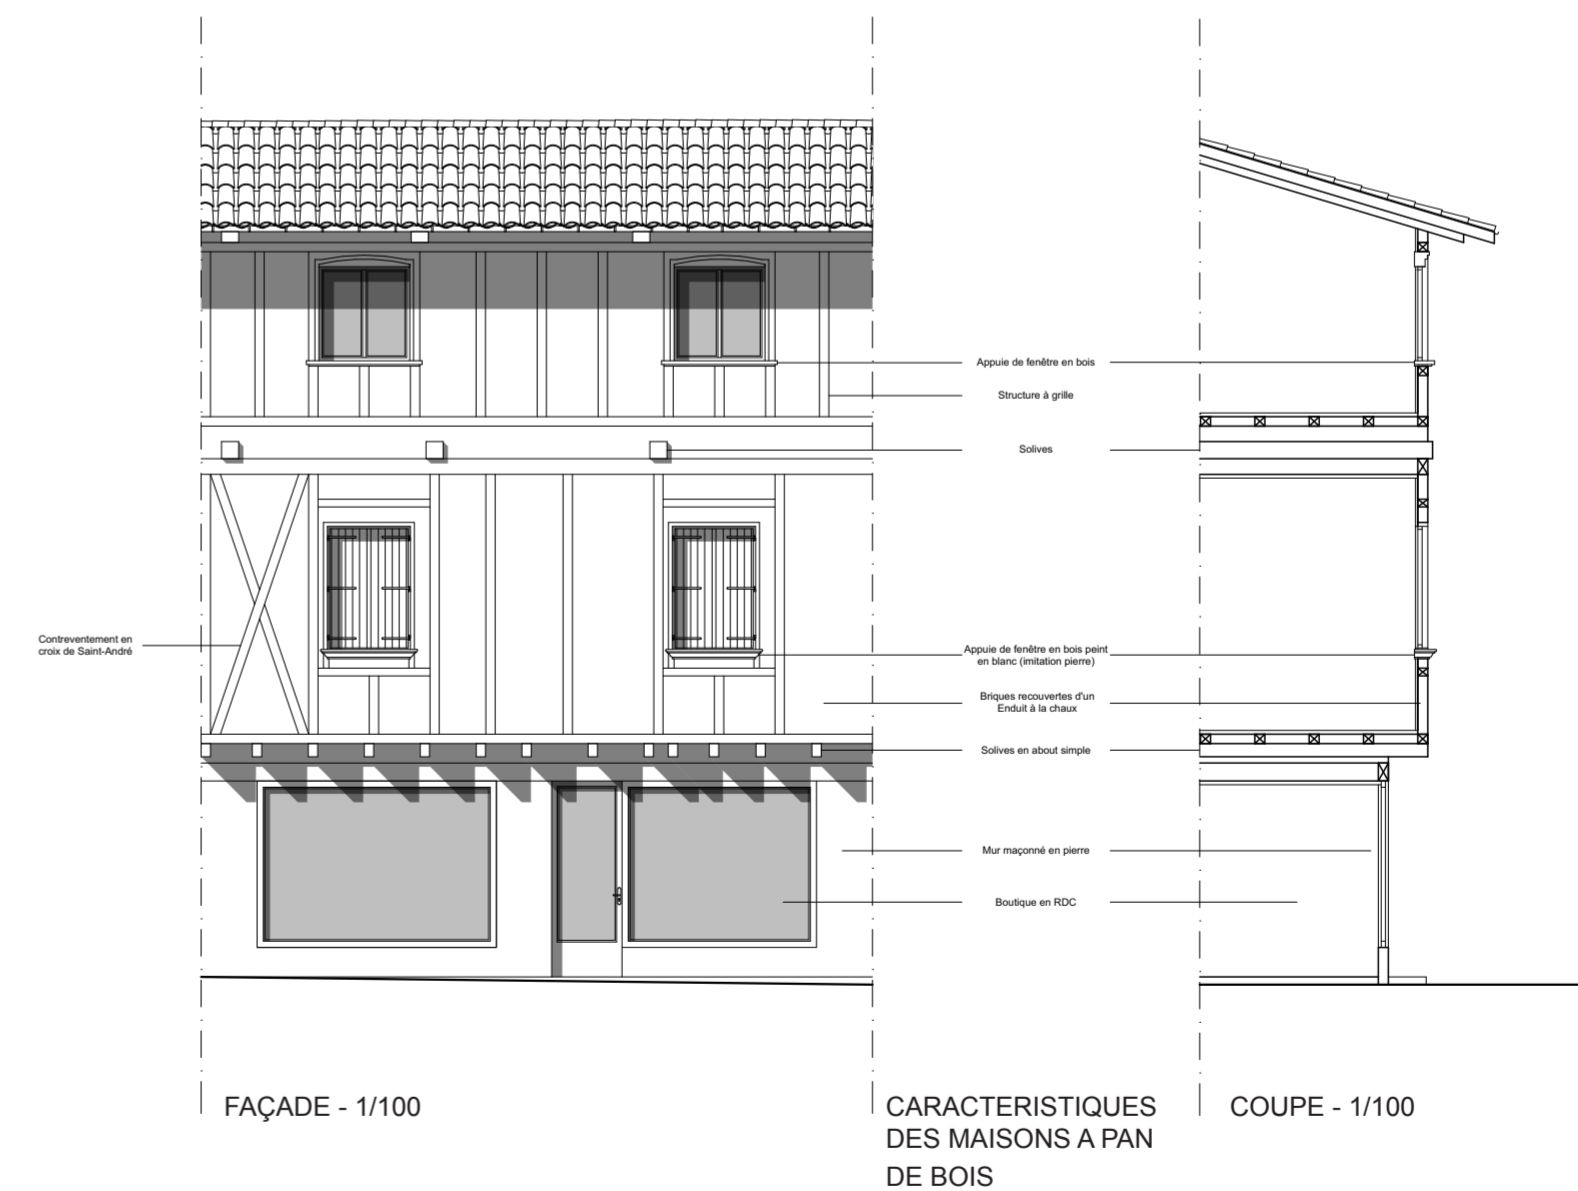 Appuie de fenêtre en bois
Structure à grille
Solives
Contreventement en
croix de Saint-André
Appuie de fenêtre en bois peint
en blanc (imitation pierre)
Briques recouvertes d'un
Enduit à la chaux
Solives en about simple
Mur maçonné en pierre
Boutique en RDC
FAÇADE - 1/100
CARACTERISTIQUES
DES MAISONS A PAN
DE BOIS
COUPE - 1/100